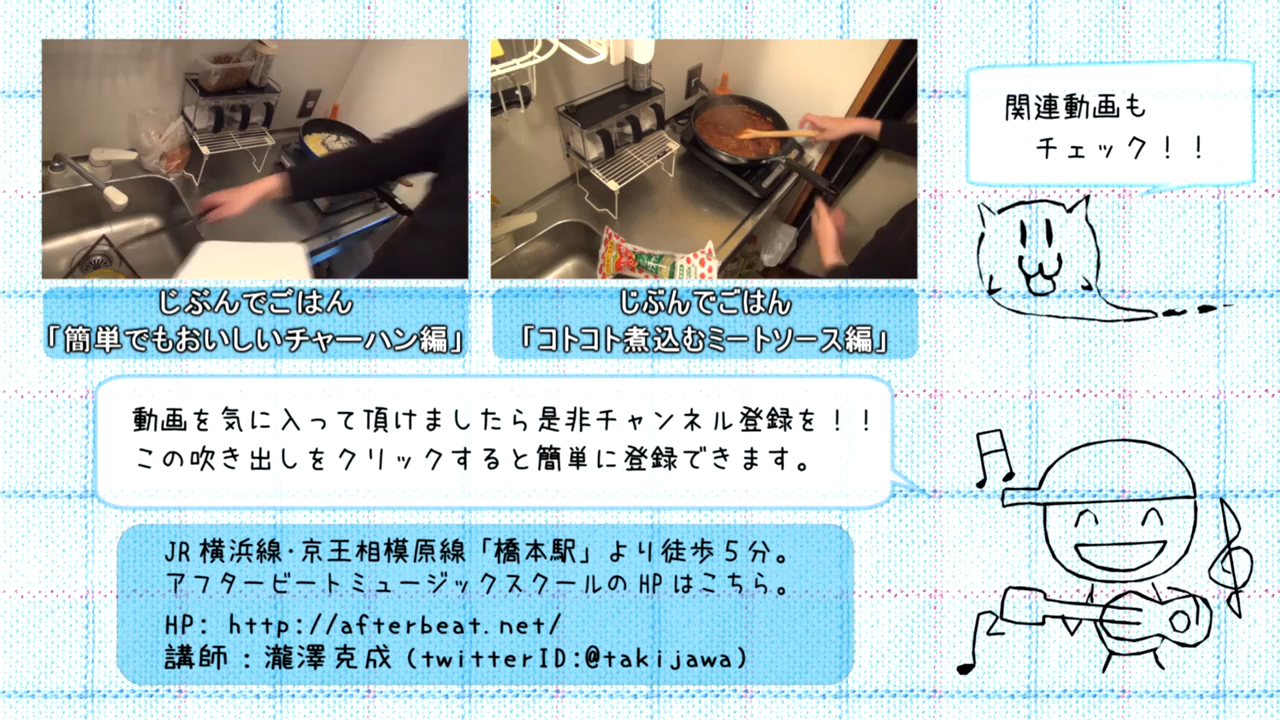 関連動画も
チェック！！
じぶんでごはん
「簡単でもおいしいチャーハン編」
じぶんでごはん
「コトコト煮込むミートソース編」
動画を気に入って頂けましたら是非チャンネル登録を！！
この吹き出しをクリックすると簡単に登録できます。
JR横浜線・京王相模原線「橋本駅」より徒歩５分。
アフタービートミュージックスクールのHPはこちら。
HP: http://afterbeat.net/
講師：瀧澤克成 (twitterID:@takijawa)